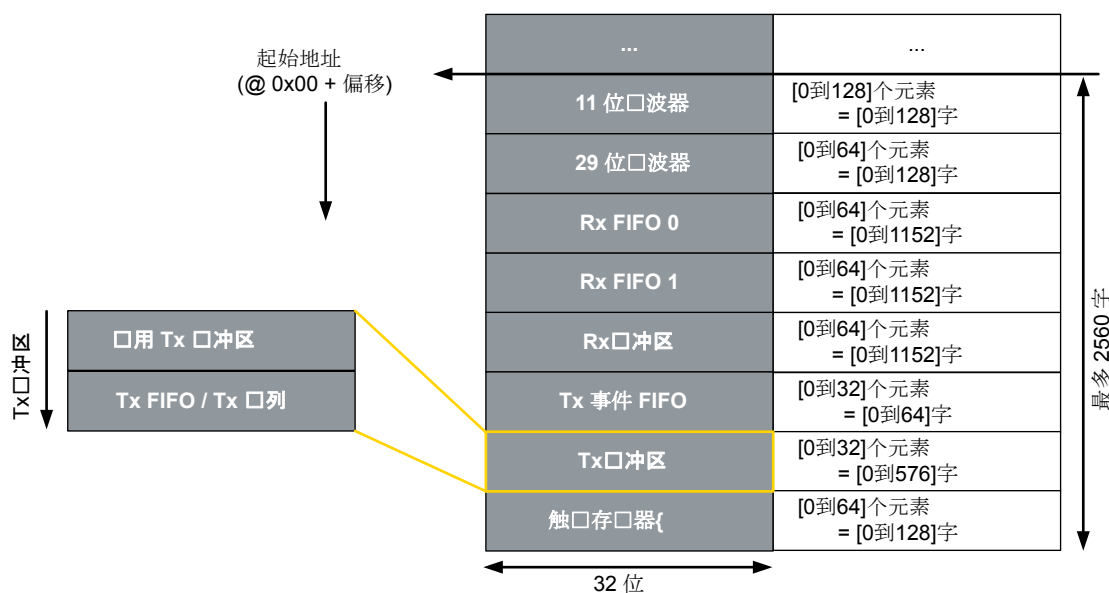 起始地址
(@ 0x00 + 偏移)
...
...
11 位□波器
[0到128]个元素
= [0到128]字
29 位□波器
[0到64]个元素
= [0到128]字
Rx FIFO 0
[0到64]个元素
= [0到1152]字
Rx FIFO 1
[0到64]个元素
= [0到1152]字
Rx□冲区
[0到64]个元素
= [0到1152]字
Tx 事件 FIFO
[0到32]个元素
= [0到64]字
Tx□冲区
[0到32]个元素
= [0到576]字
触□存□器{
[0到64]个元素
= [0到128]字
32 位
最多 2560 字
Tx□冲区
□用 Tx □冲区
Tx FIFO / Tx □列